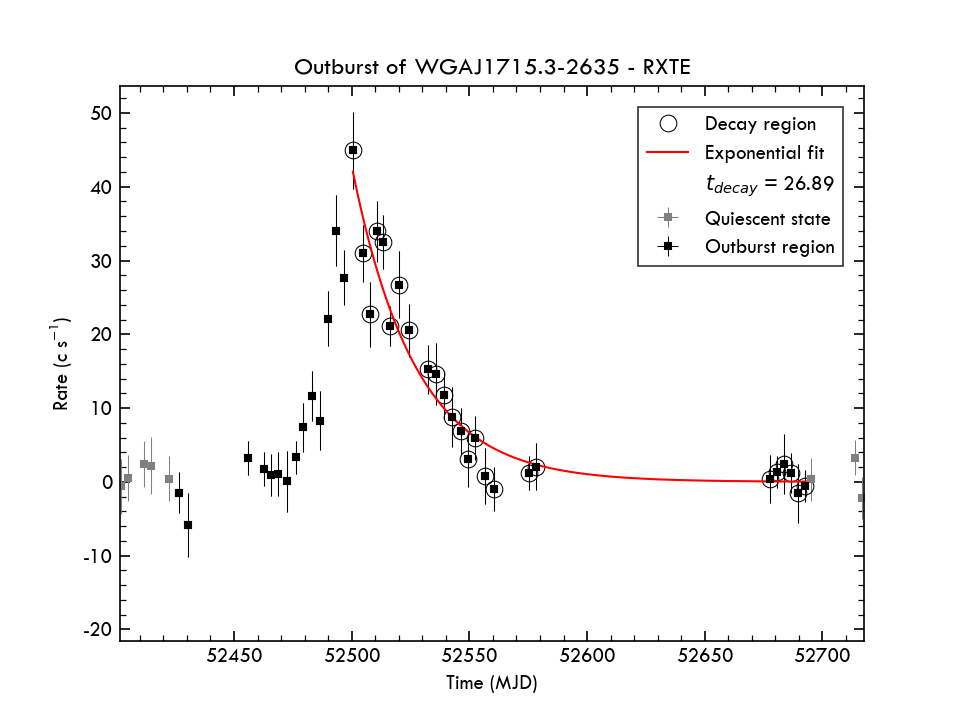 Outburst of WGAJ1715.3-2635 - RXTE
50
40
30
20
10
0
-10
-20
Rate (c s⁻¹)
Decay region
Exponential fit
t_decay = 26.89
Quiescent state
Outburst region
52450 52500 52550 52600 52650 52700
Time (MJD)